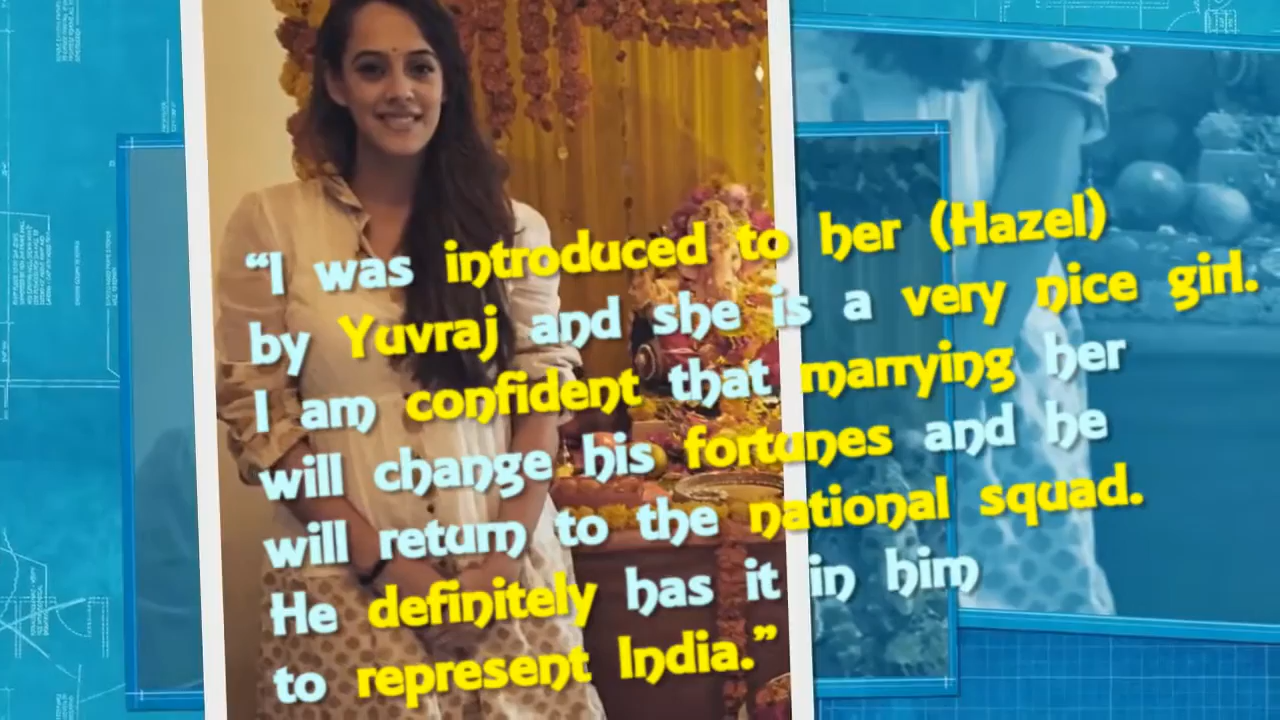 “I was introduced to her (Hazel)
by Yuvraj and she is a very nice girl.
I am confident that marrying her
will change his fortunes and he
will return to the national squad.
He definitely has it in him
to represent India.”